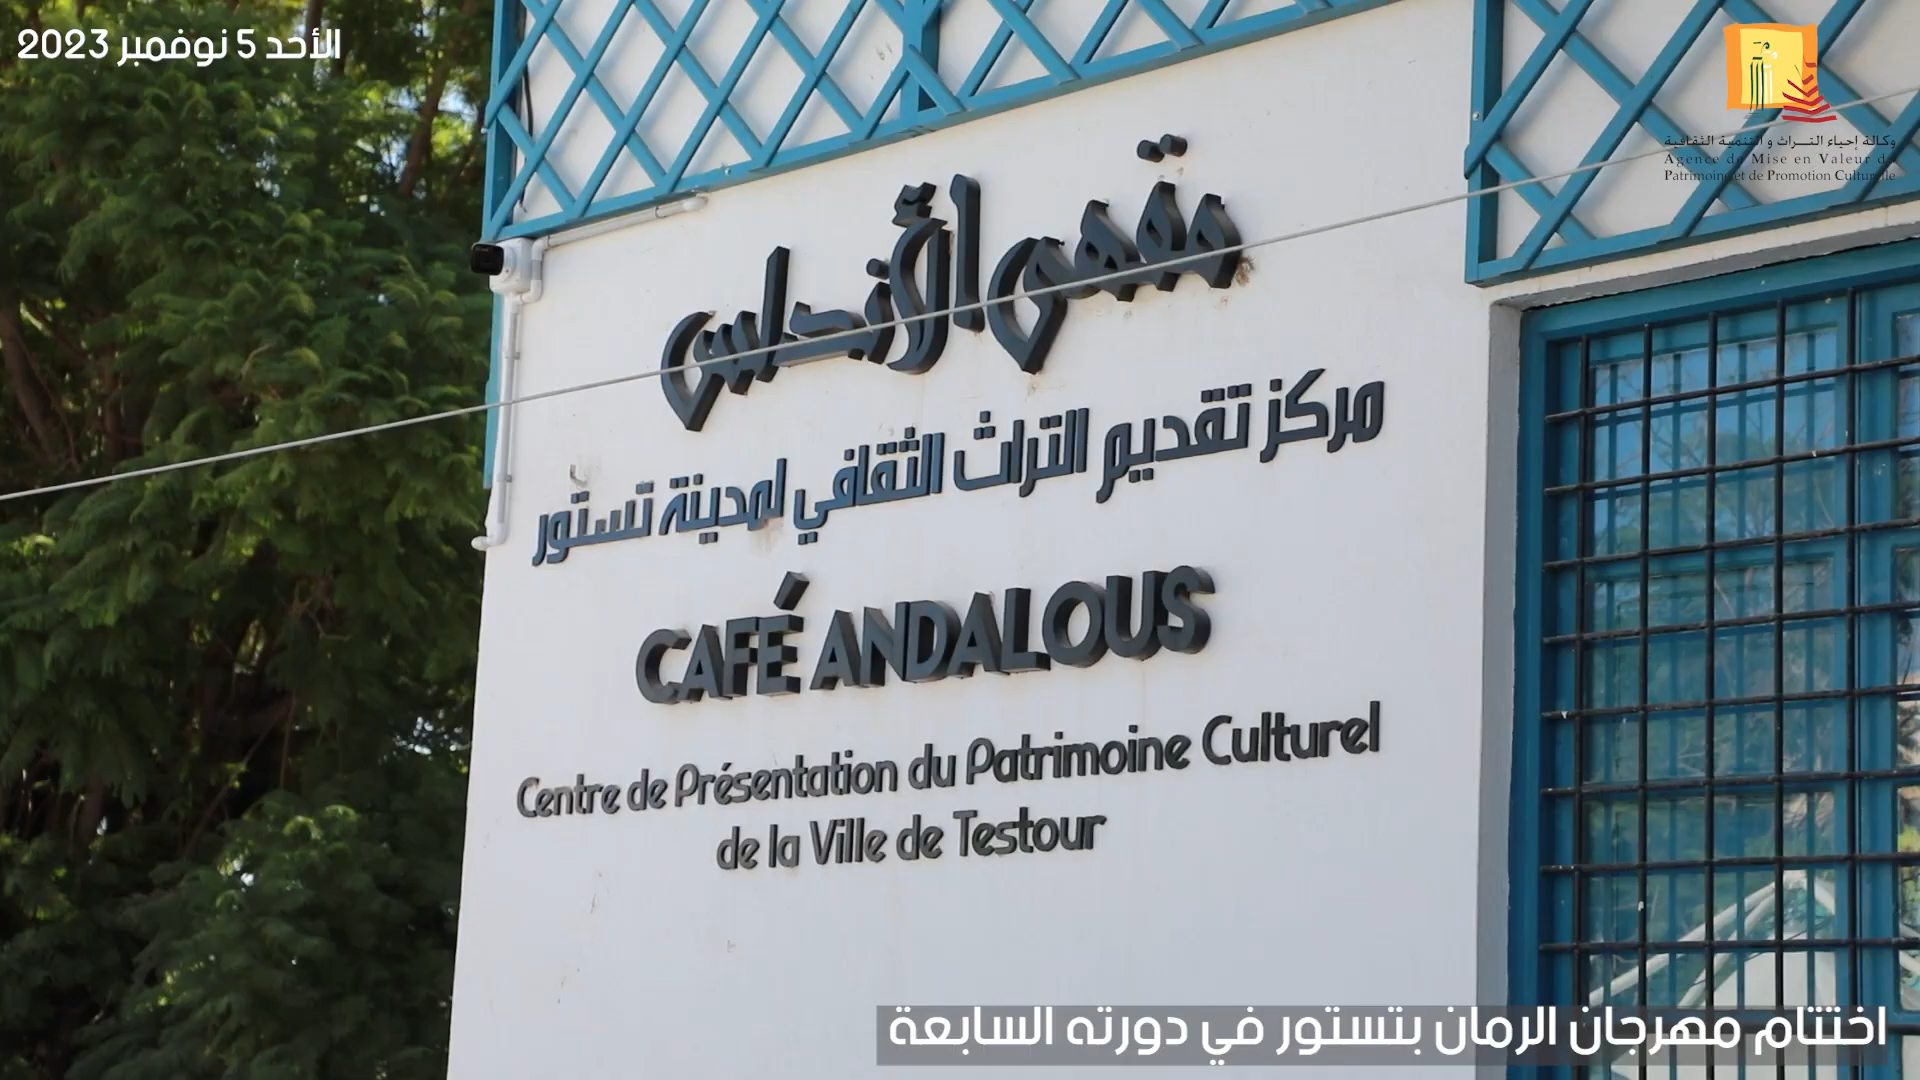 الأحد 5 نوفمبر 2023
وكالة إحياء التراث و التنمية الثقافية
Agence de Mise en Valeur du
Patrimoine et de Promotion Culturelle
مقهى الأندلس
مركز تقديم التراث الثقافي لمدينة تستور
CAFÉ ANDALOUS
Centre de Présentation du Patrimoine Culturel
de la Ville de Testour
اختتام مهرجان الرمان بتستور في دورته السابعة